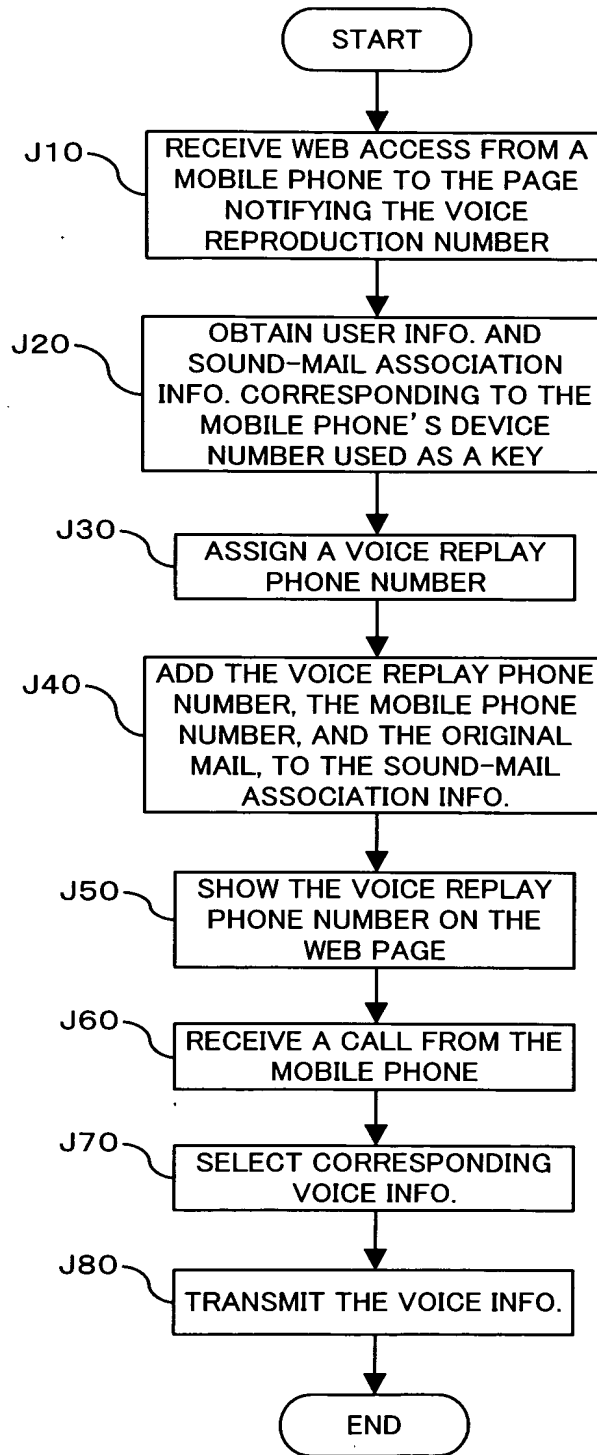 START
J10
RECEIVE WEB ACCESS FROM A
MOBILE PHONE TO THE PAGE
NOTIFYING THE VOICE
REPRODUCTION NUMBER
J20
OBTAIN USER INFO. AND
SOUND-MAIL ASSOCIATION
INFO. CORRESPONDING TO THE
MOBILE PHONE'S DEVICE
NUMBER USED AS A KEY
J30
ASSIGN A VOICE REPLAY
PHONE NUMBER
J40
ADD THE VOICE REPLAY PHONE
NUMBER, THE MOBILE PHONE
NUMBER, AND THE ORIGINAL
MAIL, TO THE SOUND-MAIL
ASSOCIATION INFO.
J50
SHOW THE VOICE REPLAY
PHONE NUMBER ON THE
WEB PAGE
J60
RECEIVE A CALL FROM THE
MOBILE PHONE
J70
SELECT CORRESPONDING
VOICE INFO.
J80
TRANSMIT THE VOICE INFO.
END